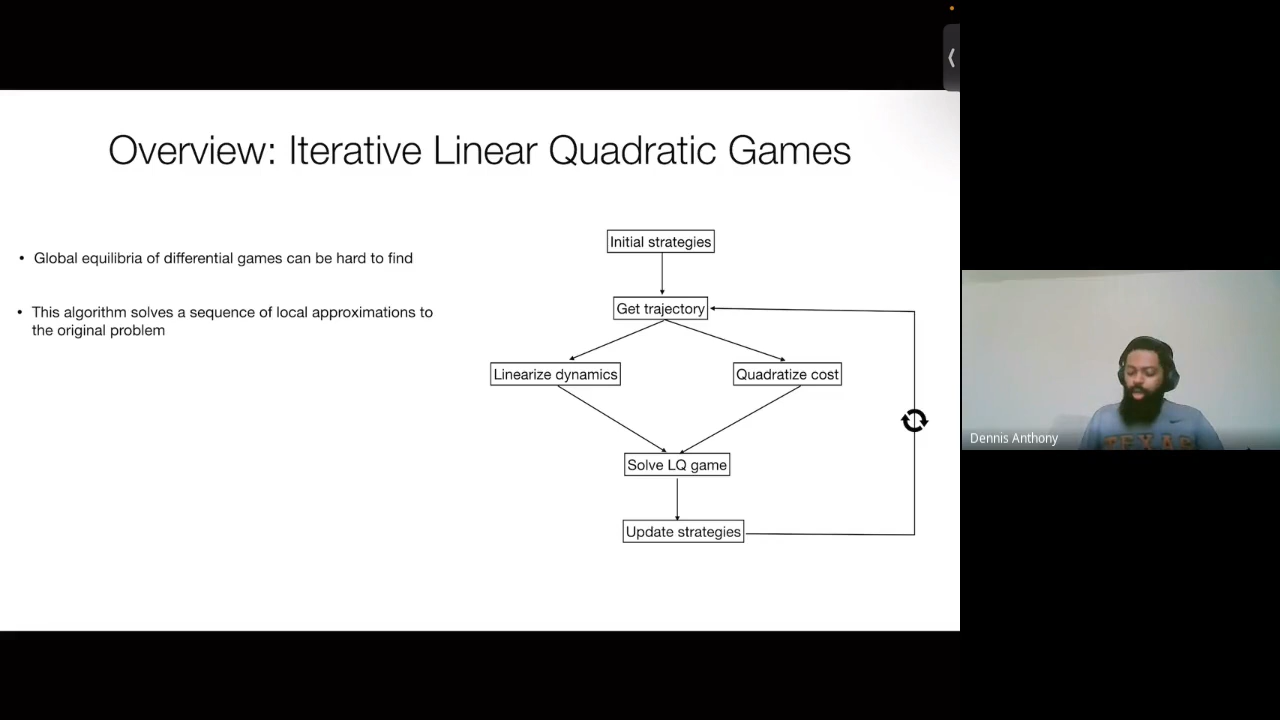 Overview: Iterative Linear Quadratic Games
• Global equilibria of differential games can be hard to find
• This algorithm solves a sequence of local approximations to
the original problem
Initial strategies
Get trajectory
Linearize dynamics
Quadratize cost
Solve LQ game
Update strategies
Dennis Anthony
TEXAS